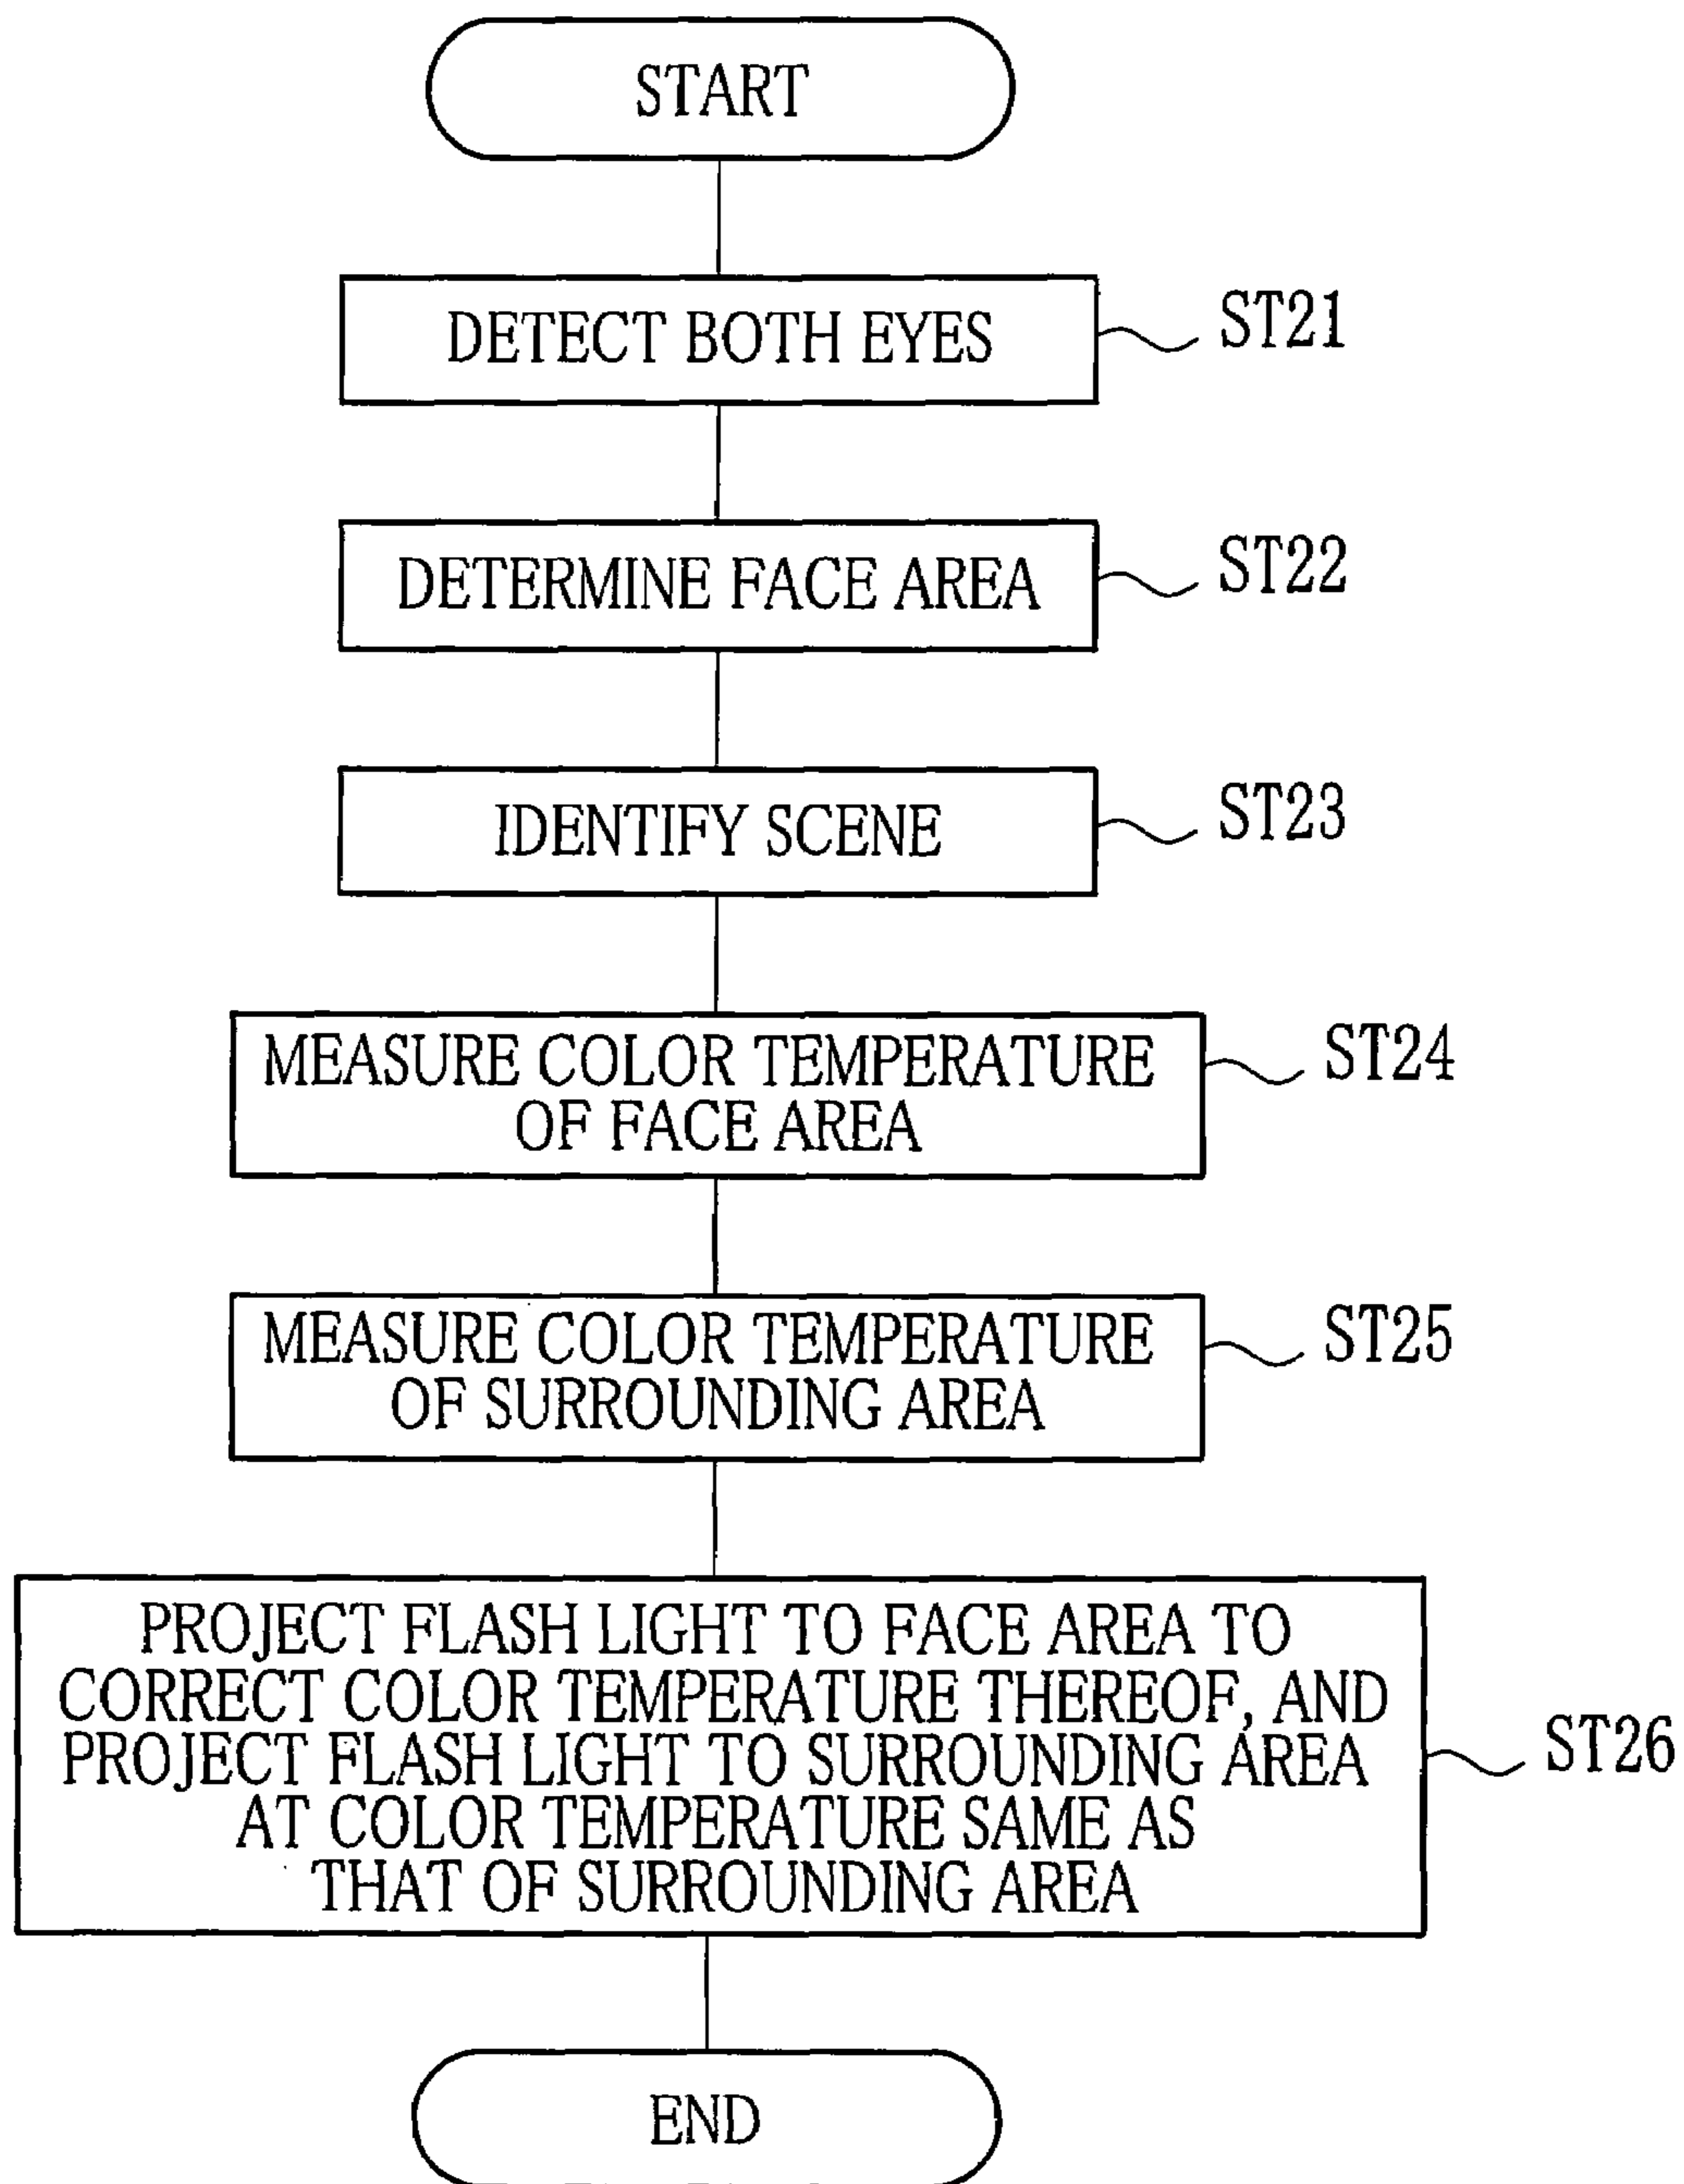 START
DETECT BOTH EYES
ST21
DETERMINE FACE AREA
ST22
IDENTIFY SCENE
ST23
MEASURE COLOR TEMPERATURE
OF FACE AREA
ST24
MEASURE COLOR TEMPERATURE
OF SURROUNDING AREA
ST25
PROJECT FLASH LIGHT TO FACE AREA TO
CORRECT COLOR TEMPERATURE THEREOF, AND
PROJECT FLASH LIGHT TO SURROUNDING AREA
AT COLOR TEMPERATURE SAME AS
THAT OF SURROUNDING AREA
ST26
END